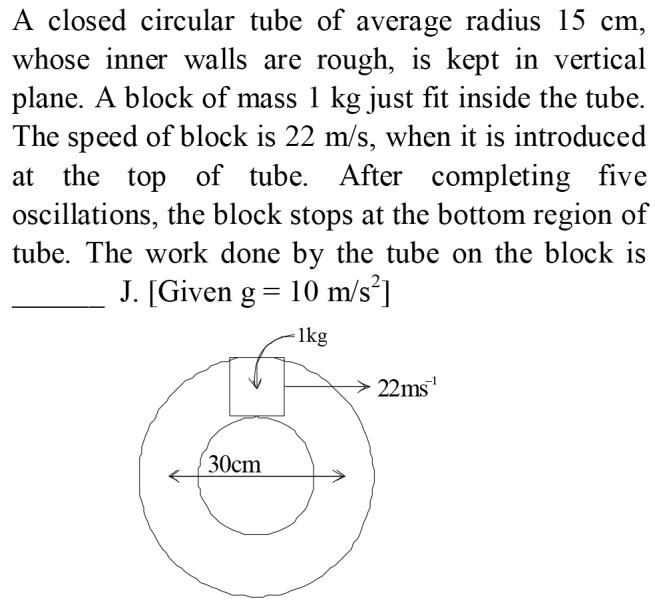 A closed circular tube of average radius 15 cm,
whose inner walls are rough, is kept in vertical
plane. A block of mass 1 kg just fit inside the tube.
The speed of block is 22 m/s, when it is introduced
at the top of tube. After completing five
oscillations, the block stops at the bottom region of
tube. The work done by the tube on the block is
______ J. [Given g = 10 m/s²]
1kg
22ms⁻¹
30cm